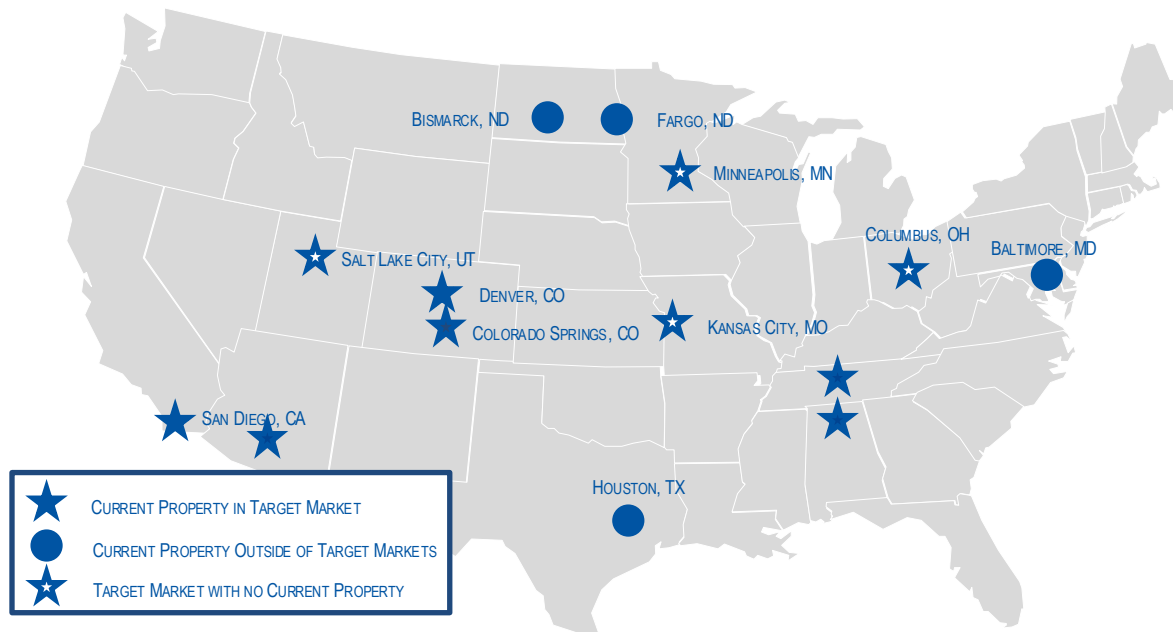 BISMARCK, ND
FARGO, ND
MINNEAPOLIS, MN
COLUMBUS, OH
BALTIMORE, MD
SALT LAKE CITY, UT
DENVER, CO
COLORADO SPRINGS, CO
KANSAS CITY, MO
SAN DIEGO, CA
HOUSTON, TX
CURRENT PROPERTY IN TARGET MARKET
CURRENT PROPERTY OUTSIDE OF TARGET MARKETS
TARGET MARKET WITH NO CURRENT PROPERTY